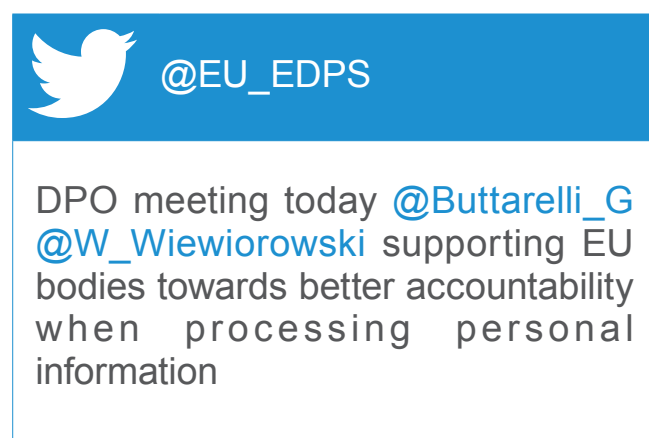 @EU_EDPS
DPO meeting today @Buttarelli_G
@W_Wiewiorowski supporting EU
bodies towards better accountability
when processing personal
information